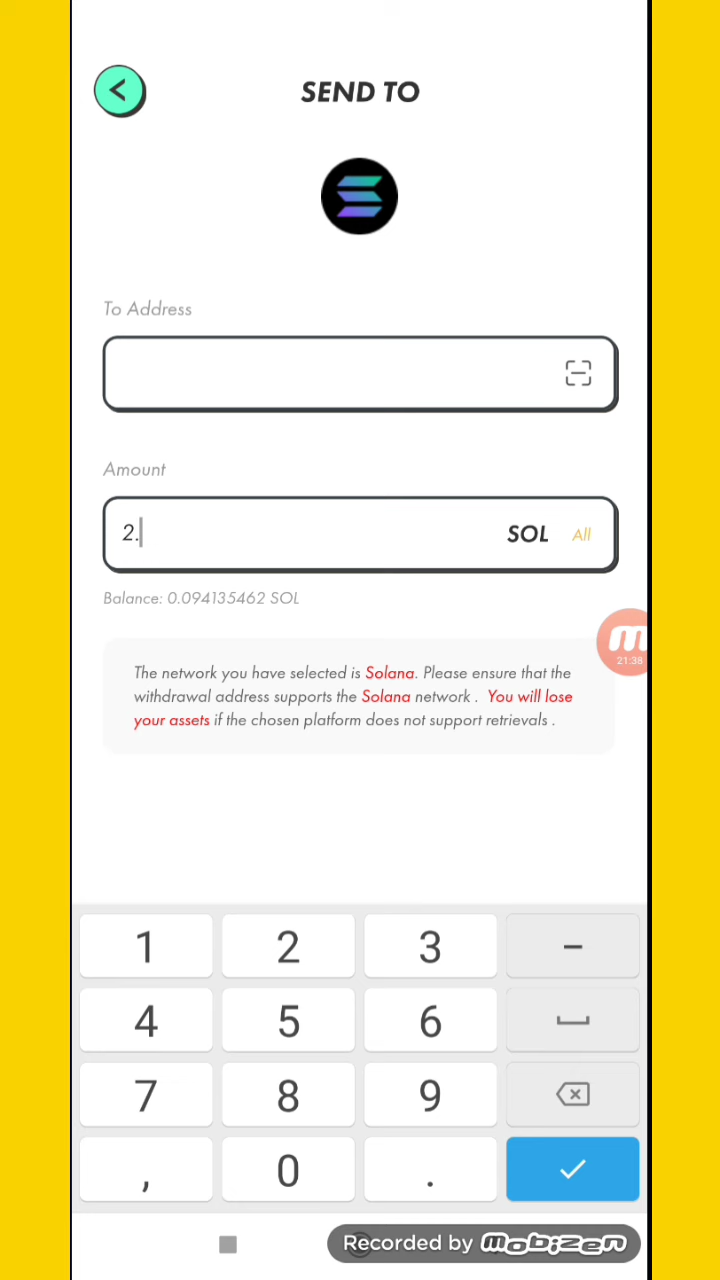 SEND TO
To Address
Amount
2.
SOL All
Balance: 0.094135462 SOL
m
21:38
The network you have selected is Solana. Please ensure that the
withdrawal address supports the Solana network . You will lose
your assets if the chosen platform does not support retrievals .
1 2 3 –
4 5 6
7 8 9
, 0 .
Recorded by mobizen